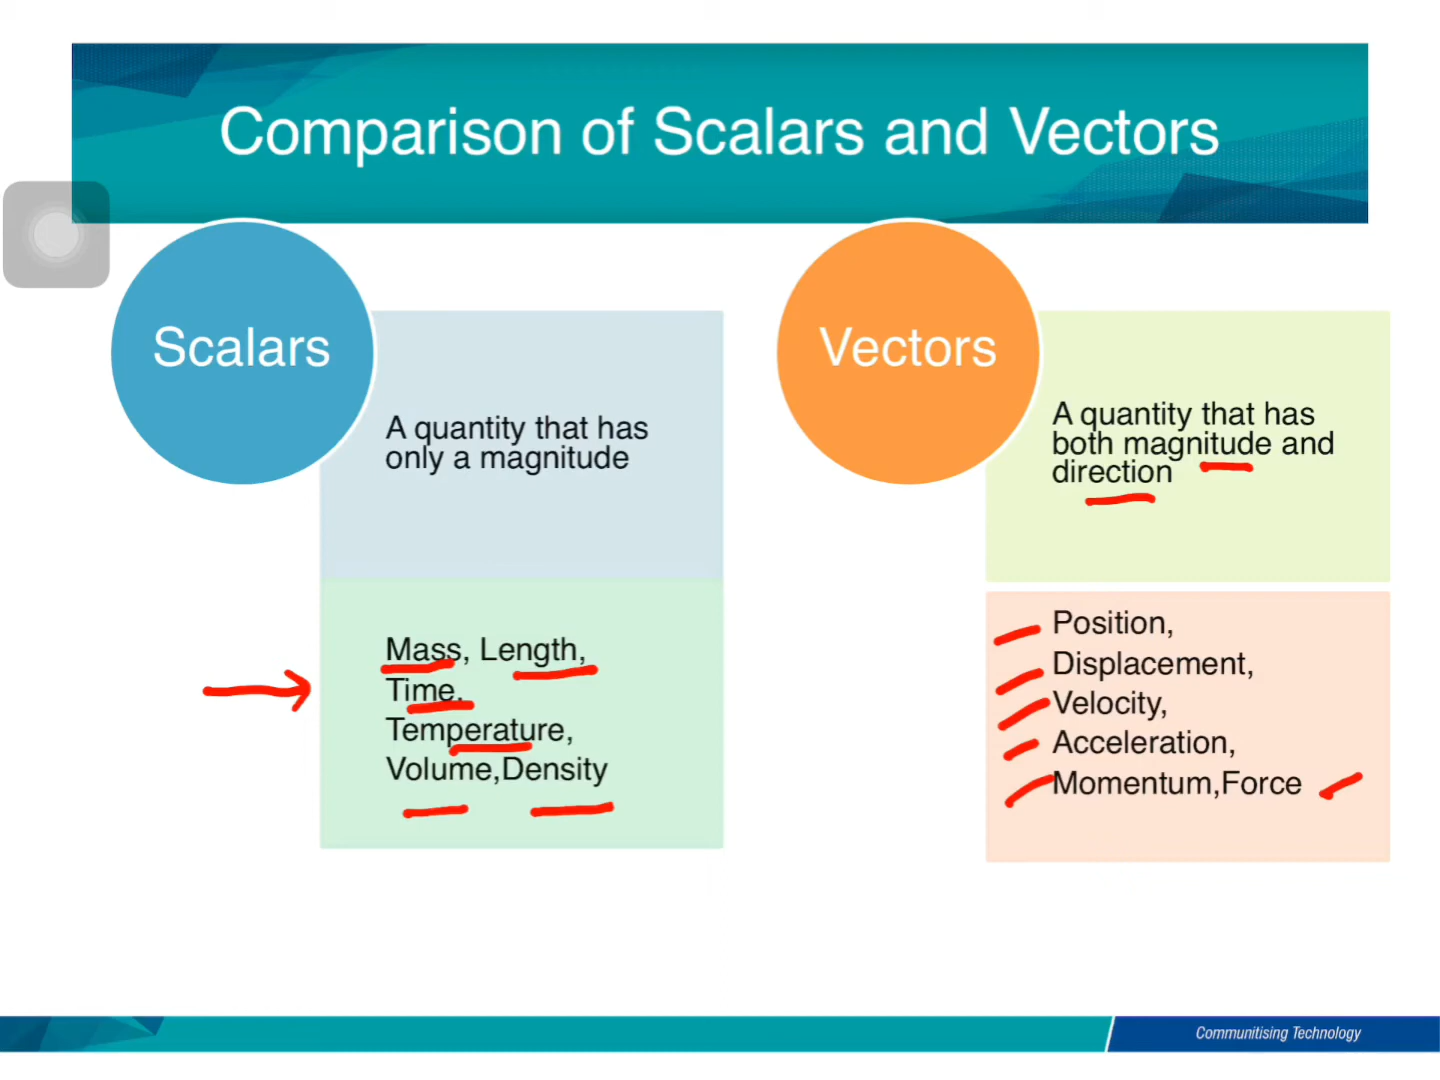 Comparison of Scalars and Vectors
Scalars
A quantity that has
only a magnitude
Mass, Length,
Time,
Temperature,
Volume,Density
Vectors
A quantity that has
both magnitude and
direction
Position,
Displacement,
Velocity,
Acceleration,
Momentum,Force
Communitising Technology